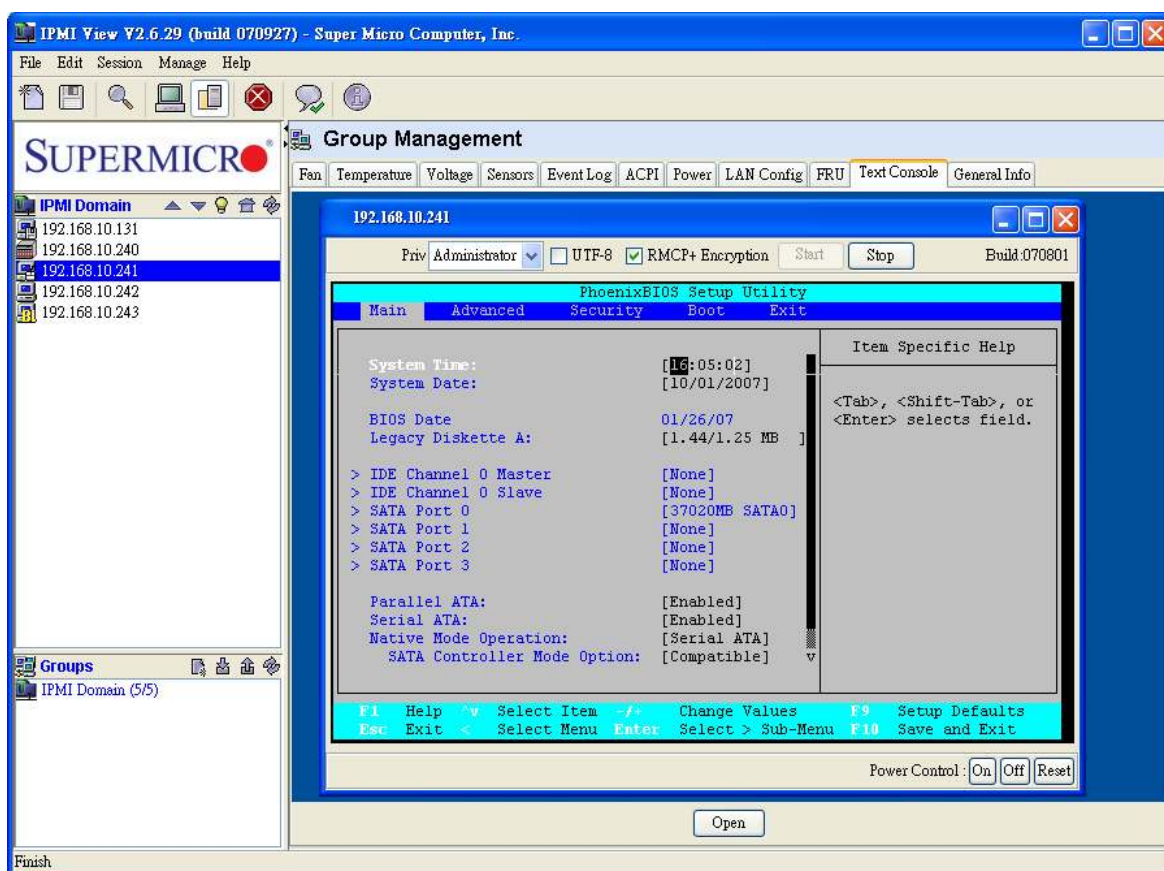 IPMI View V2.6.29 (build 070927) - Super Micro Computer, Inc.
File Edit Session Manage Help
SUPERMICRO
Group Management
Fan Temperature Voltage Sensors Event Log ACPI Power LAN Config FRU Text Console General Info
IPMI Domain
192.168.10.131
192.168.10.240
192.168.10.241
192.168.10.242
192.168.10.243
192.168.10.241
Priv Administrator UTF-8 RMCP+ Encryption Start Stop Build:070801
PhoenixBIOS Setup Utility
Main Advanced Security Boot Exit
Item Specific Help
System Time: [16:05:02]
System Date: [10/01/2007]
<Tab>, <Shift-Tab>, or
<Enter> selects field.
BIOS Date 01/26/07
Legacy Diskette A: [1.44/1.25 MB ]
> IDE Channel 0 Master [None]
> IDE Channel 0 Slave [None]
> SATA Port 0 [37020MB SATA0]
> SATA Port 1 [None]
> SATA Port 2 [None]
> SATA Port 3 [None]
Parallel ATA: [Enabled]
Serial ATA: [Enabled]
Native Mode Operation: [Serial ATA]
SATA Controller Mode Option: [Compatible] v
F1 Help ^v Select Item -/+ Change Values F9 Setup Defaults
Esc Exit < Select Menu Enter Select > Sub-Menu F10 Save and Exit
Power Control : On Off Reset
Open
Groups
IPMI Domain (5/5)
Finish